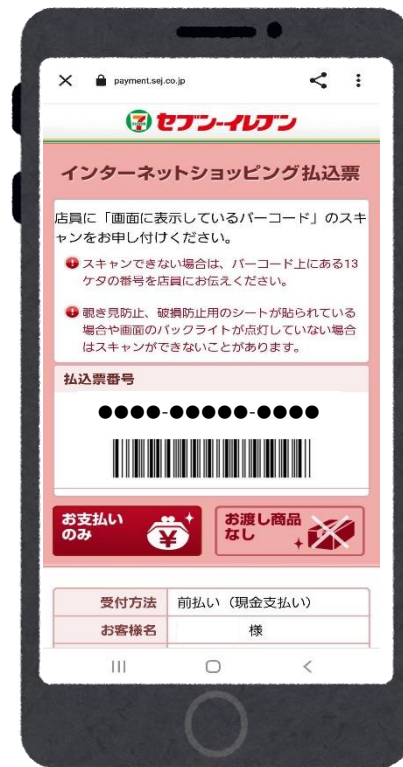 payment.sej.co.jp
セブン-イレブン
インターネットショッピング払込票
店員に「画面に表示しているバーコード」のスキ
ャンをお申し付けください。
スキャンできない場合は、バーコード上にある13
ケタの番号を店員にお伝えください。
覗き見防止、破損防止用のシートが貼られている
場合や画面のバックライトが点灯していない場合
はスキャンができないことがあります。
払込票番号
●●●●-●●●●●-●●●●
お支払い
のみ
お渡し商品
なし
受付方法 前払い（現金支払い）
お客様名 様